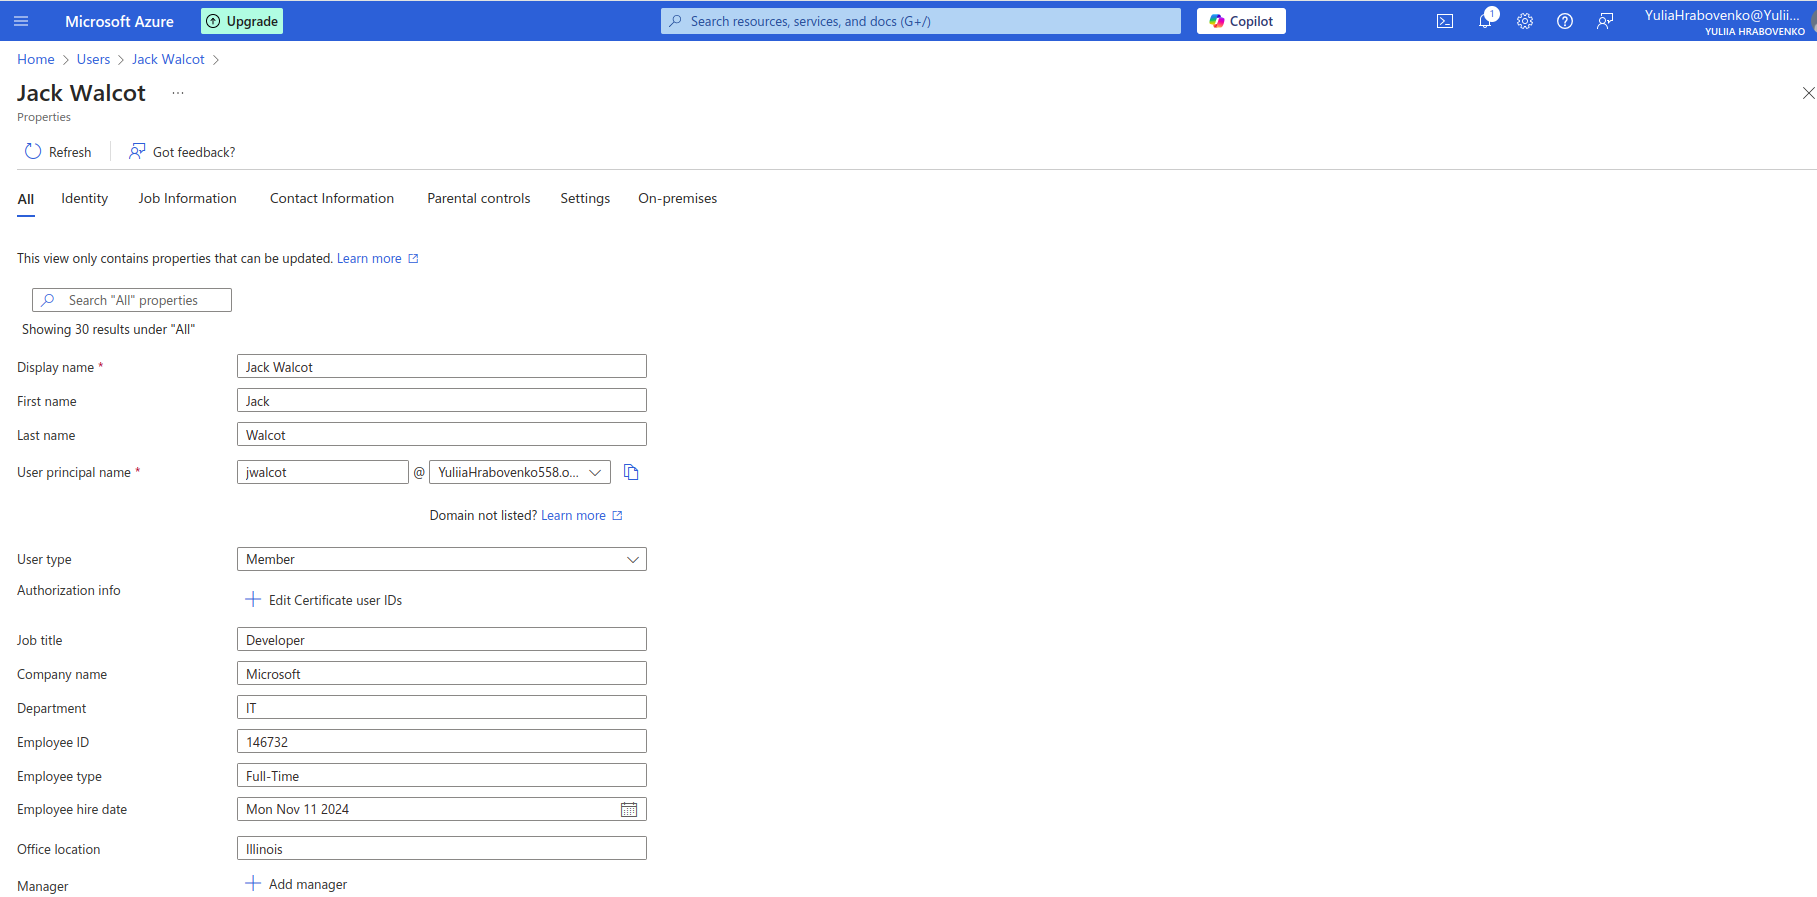 Microsoft Azure Upgrade Search resources, services, and docs (G+/) Copilot 1 YuliaHrabovenko@Yulii...
YULIIA HRABOVENKO
Home > Users > Jack Walcot >
Jack Walcot ...
Properties
Refresh Got feedback?
All Identity Job Information Contact Information Parental controls Settings On-premises
This view only contains properties that can be updated. Learn more
Search "All" properties
Showing 30 results under "All"
Display name * Jack Walcot
First name Jack
Last name Walcot
User principal name * jwalcot @ YuliiaHrabovenko558.o...
Domain not listed? Learn more
User type Member
Authorization info
Edit Certificate user IDs
Job title Developer
Company name Microsoft
Department IT
Employee ID 146732
Employee type Full-Time
Employee hire date Mon Nov 11 2024
Office location Illinois
Manager Add manager